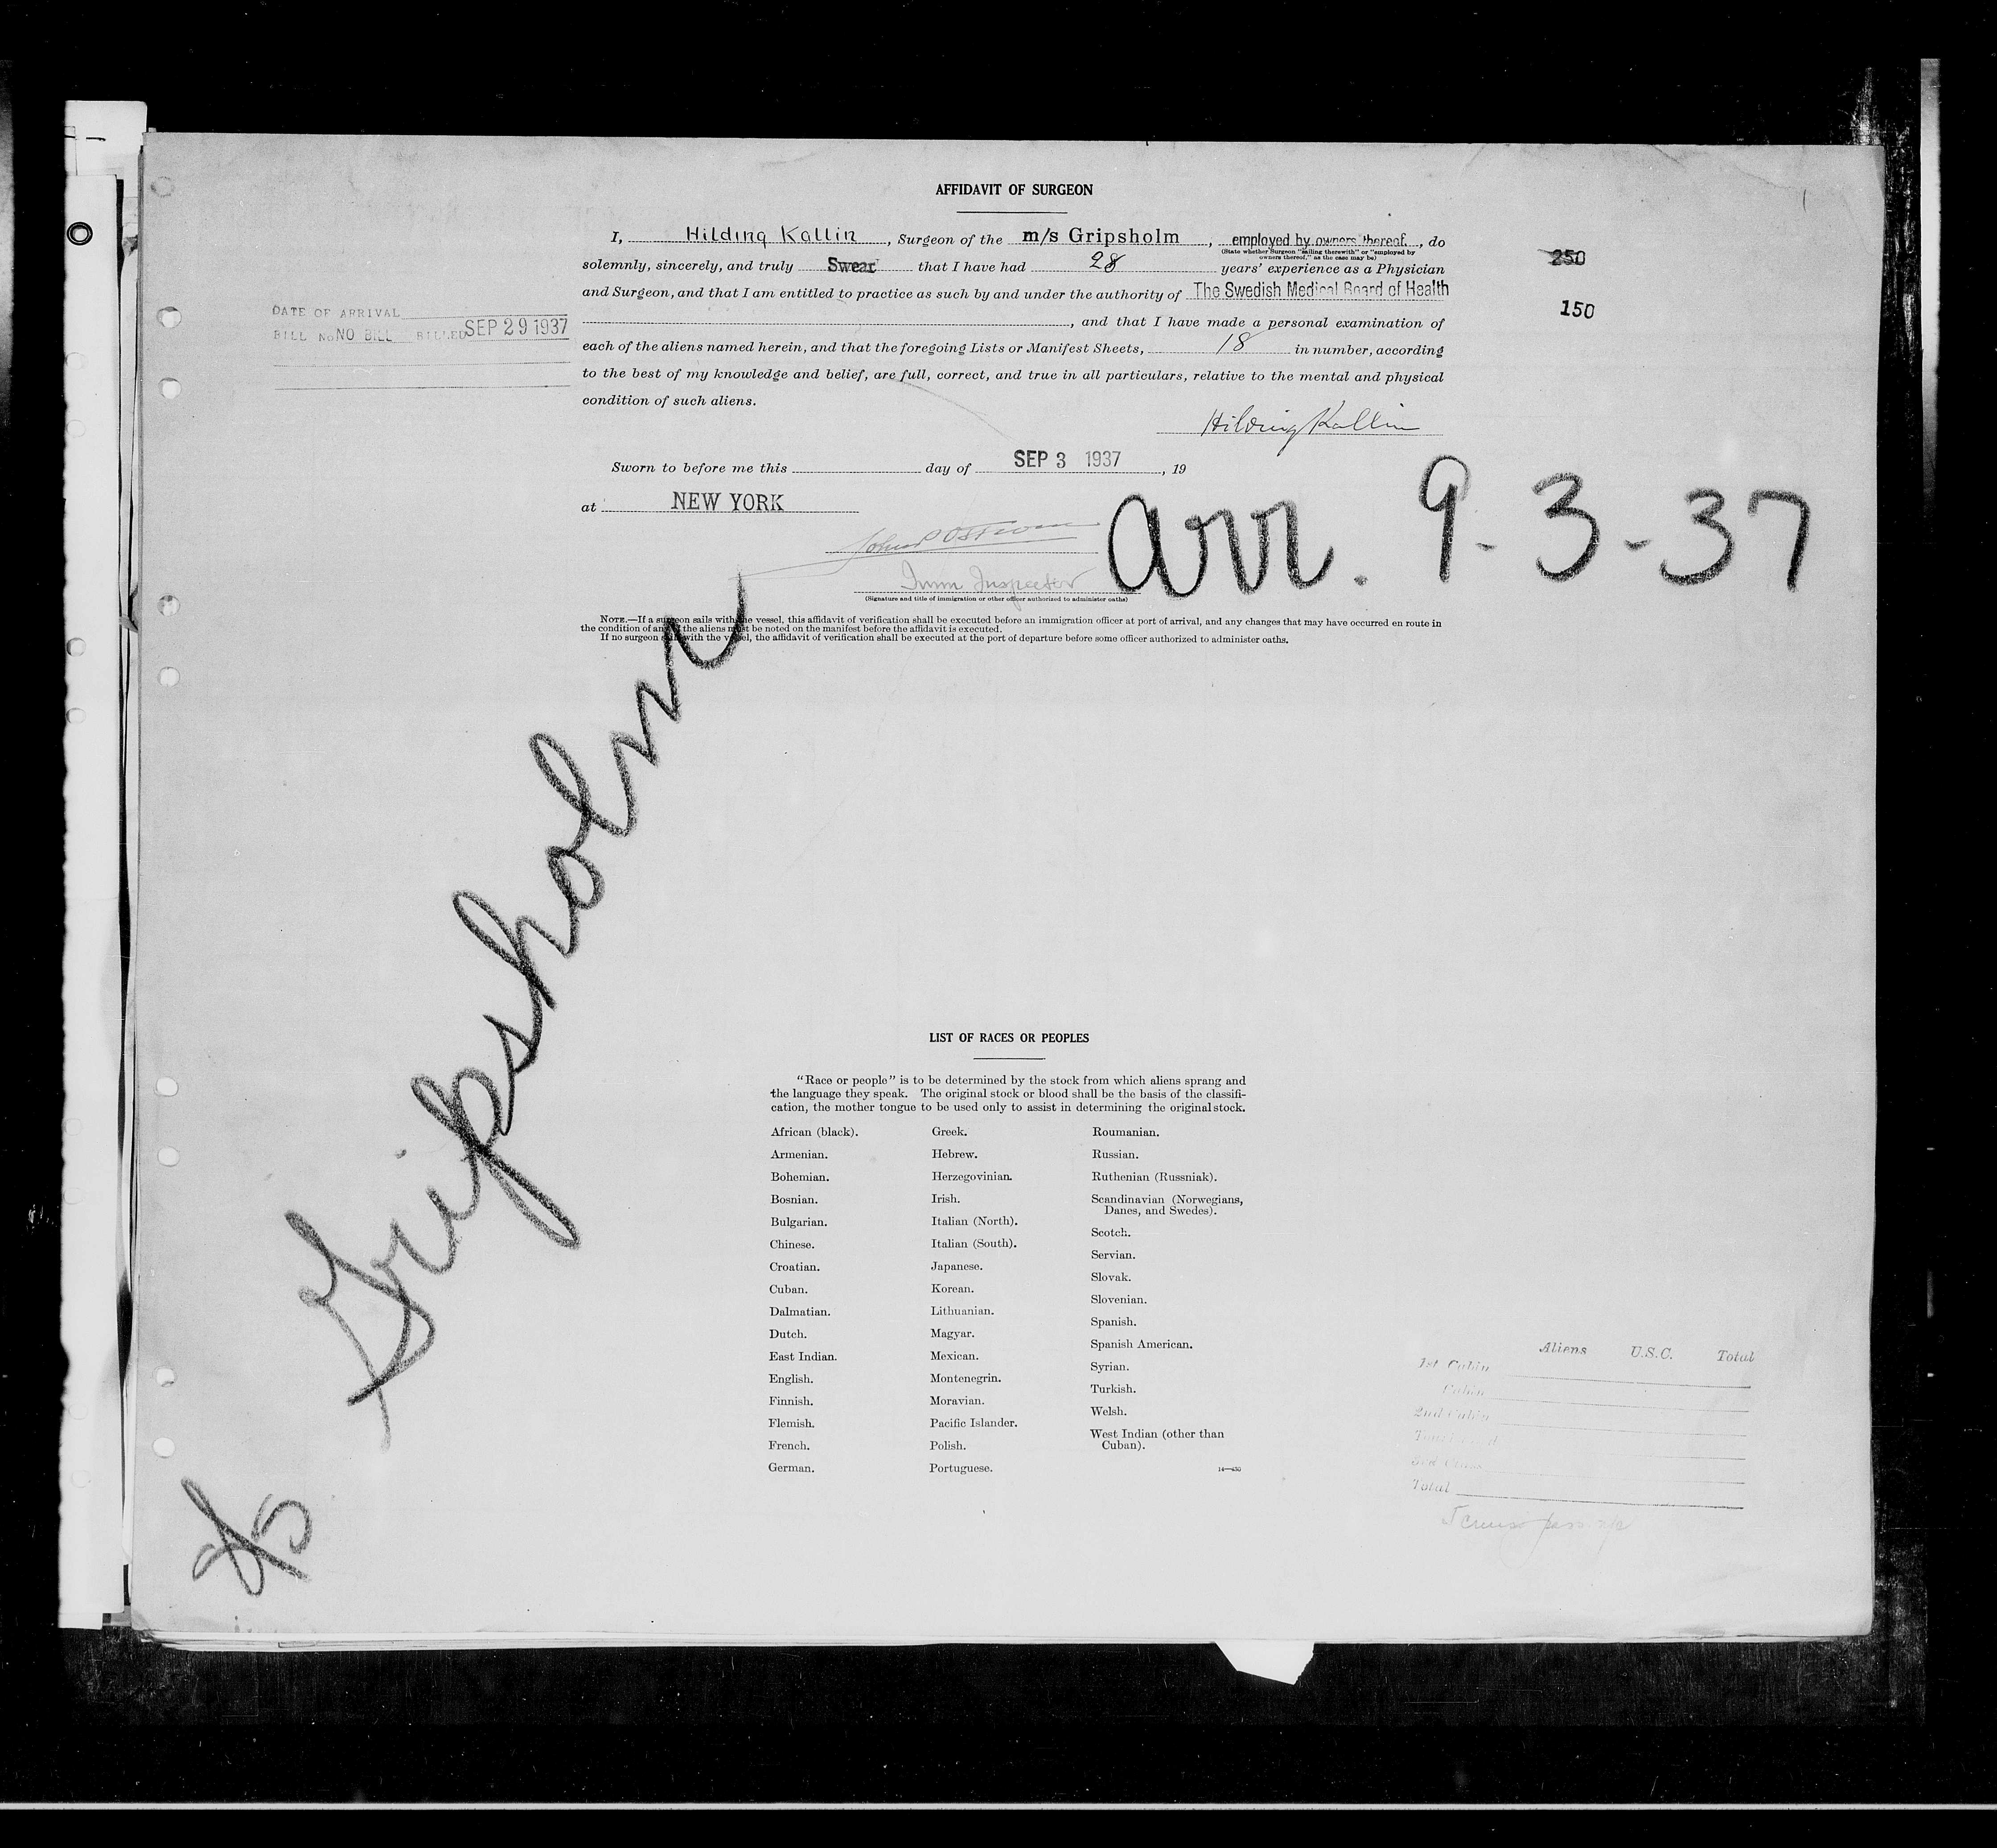 1
AFFIDAVIT OF SURGEON
I, Hilding Kallin, Surgeon of the m/s Gripsholm, employed by owners thereof, do
(State whether Surgeon "sailing therewith" or "employed by
owners thereof," as the case may be)
solemnly, sincerely, and truly Swear that I have had 28 years' experience as a Physician
and Surgeon, and that I am entitled to practice as such by and under the authority of The Swedish Medical Board of Health
, and that I have made a personal examination of
each of the aliens named herein, and that the foregoing Lists or Manifest Sheets, 18 in number, according
to the best of my knowledge and belief, are full, correct, and true in all particulars, relative to the mental and physical
condition of such aliens.
250
150
DATE OF ARRIVAL
BILL No NO BILL BILLED SEP 29 1937
Hilding Kallin
Sworn to before me this day of SEP 3 1937, 19
at NEW YORK
Imm Inspector
(Signature and title of immigration or other officer authorized to administer oaths)
arr. 9-3-37
NOTE.—If a surgeon sails with the vessel, this affidavit of verification shall be executed before an immigration officer at port of arrival, and any changes that may have occurred en route in
the condition of any of the aliens must be noted on the manifest before the affidavit is executed.
If no surgeon sails with the vessel, the affidavit of verification shall be executed at the port of departure before some officer authorized to administer oaths.
Gripsholm
LIST OF RACES OR PEOPLES
"Race or people" is to be determined by the stock from which aliens sprang and
the language they speak. The original stock or blood shall be the basis of the classifi-
cation, the mother tongue to be used only to assist in determining the original stock.
African (black).
Armenian.
Bohemian.
Bosnian.
Bulgarian.
Chinese.
Croatian.
Cuban.
Dalmatian.
Dutch.
East Indian.
English.
Finnish.
Flemish.
French.
German.
Greek.
Hebrew.
Herzegovinian.
Irish.
Italian (North).
Italian (South).
Japanese.
Korean.
Lithuanian.
Magyar.
Mexican.
Montenegrin.
Moravian.
Pacific Islander.
Polish.
Portuguese.
Roumanian.
Russian.
Ruthenian (Russniak).
Scandinavian (Norwegians,
Danes, and Swedes).
Scotch.
Servian.
Slovak.
Slovenian.
Spanish.
Spanish American.
Syrian.
Turkish.
Welsh.
West Indian (other than
Cuban).
14—430
Aliens U.S.C. Total
1st Cabin
Cabin
2nd Cabin
3rd Class
Total